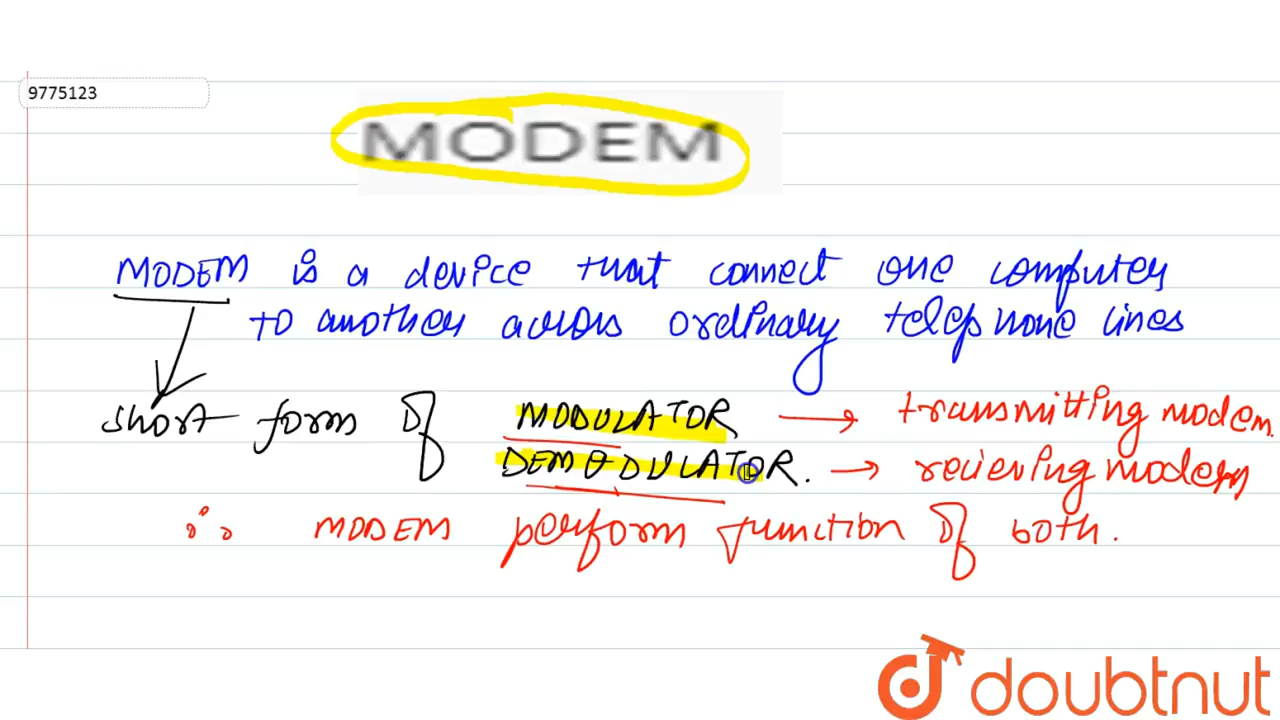 9775123
MODEM
MODEM is a device that connect one computer
to another across ordinary telephone lines
short form of MODULATOR → transmitting modem.
DEMODULATOR. → recieving modem
∴ MODEM perform function of both.
doubtnut